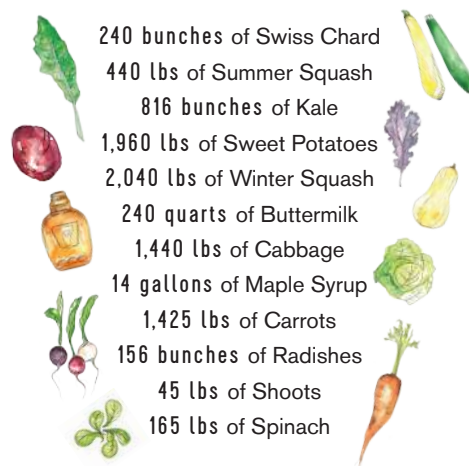 240 bunches of Swiss Chard
440 lbs of Summer Squash
816 bunches of Kale
1,960 lbs of Sweet Potatoes
2,040 lbs of Winter Squash
240 quarts of Buttermilk
1,440 lbs of Cabbage
14 gallons of Maple Syrup
1,425 lbs of Carrots
156 bunches of Radishes
45 lbs of Shoots
165 lbs of Spinach